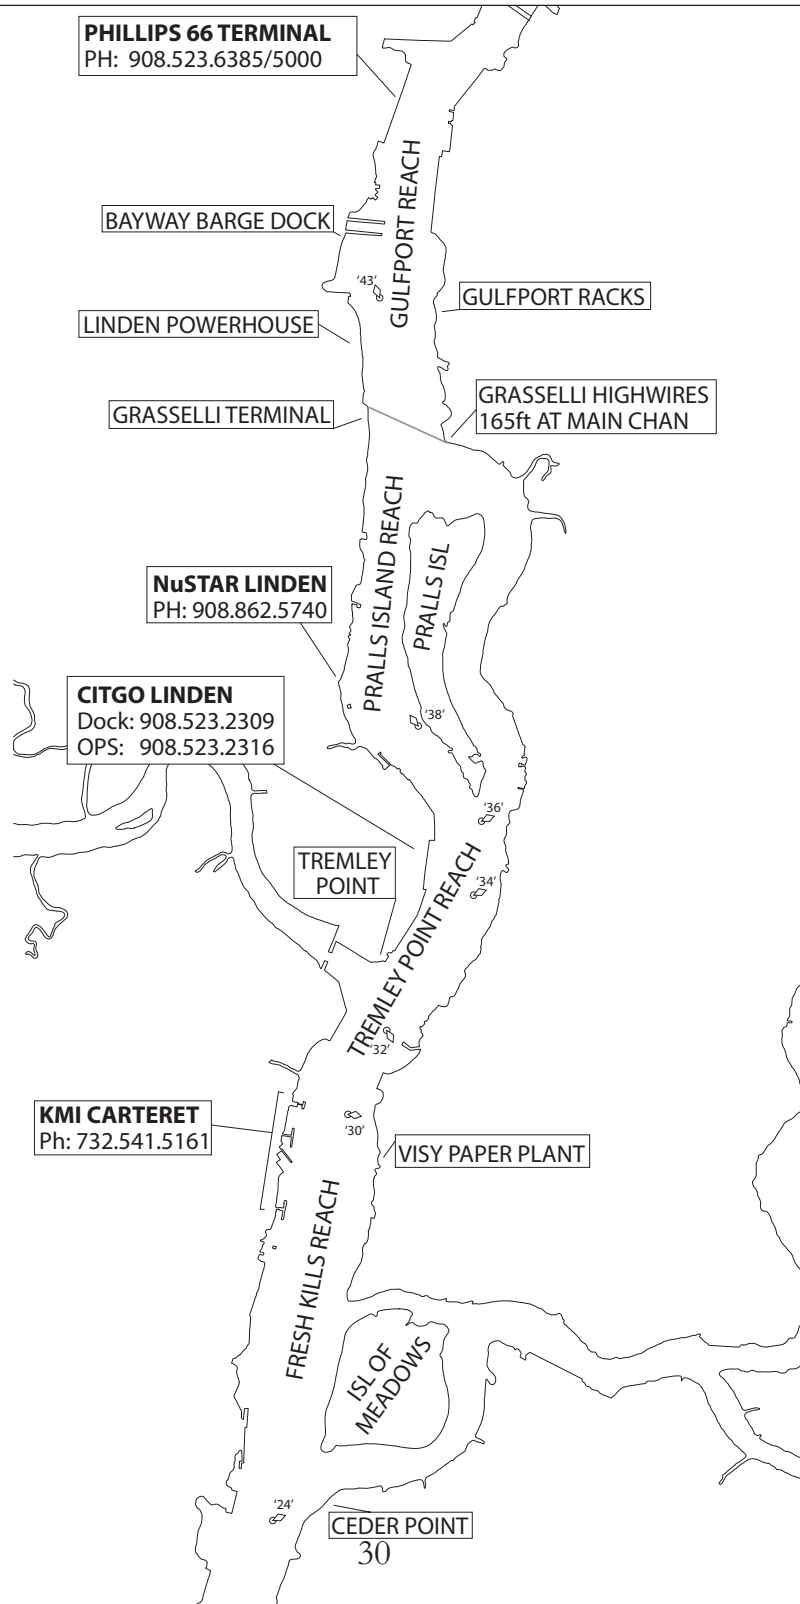 PHILLIPS 66 TERMINAL
PH: 908.523.6385/5000
GULFPORT REACH
BAYWAY BARGE DOCK
'43'
GULFPORT RACKS
LINDEN POWERHOUSE
GRASSELLI HIGHWIRES
165ft AT MAIN CHAN
GRASSELLI TERMINAL
PRALLS ISLAND REACH
PRALLS ISL
NuSTAR LINDEN
PH: 908.862.5740
CITGO LINDEN
Dock: 908.523.2309
OPS: 908.523.2316
'38'
'36'
TREMLEY
POINT
'34'
TREMLEY POINT REACH
'32'
KMI CARTERET
Ph: 732.541.5161
'30'
VISY PAPER PLANT
FRESH KILLS REACH
ISL OF
MEADOWS
'24'
CEDER POINT
30